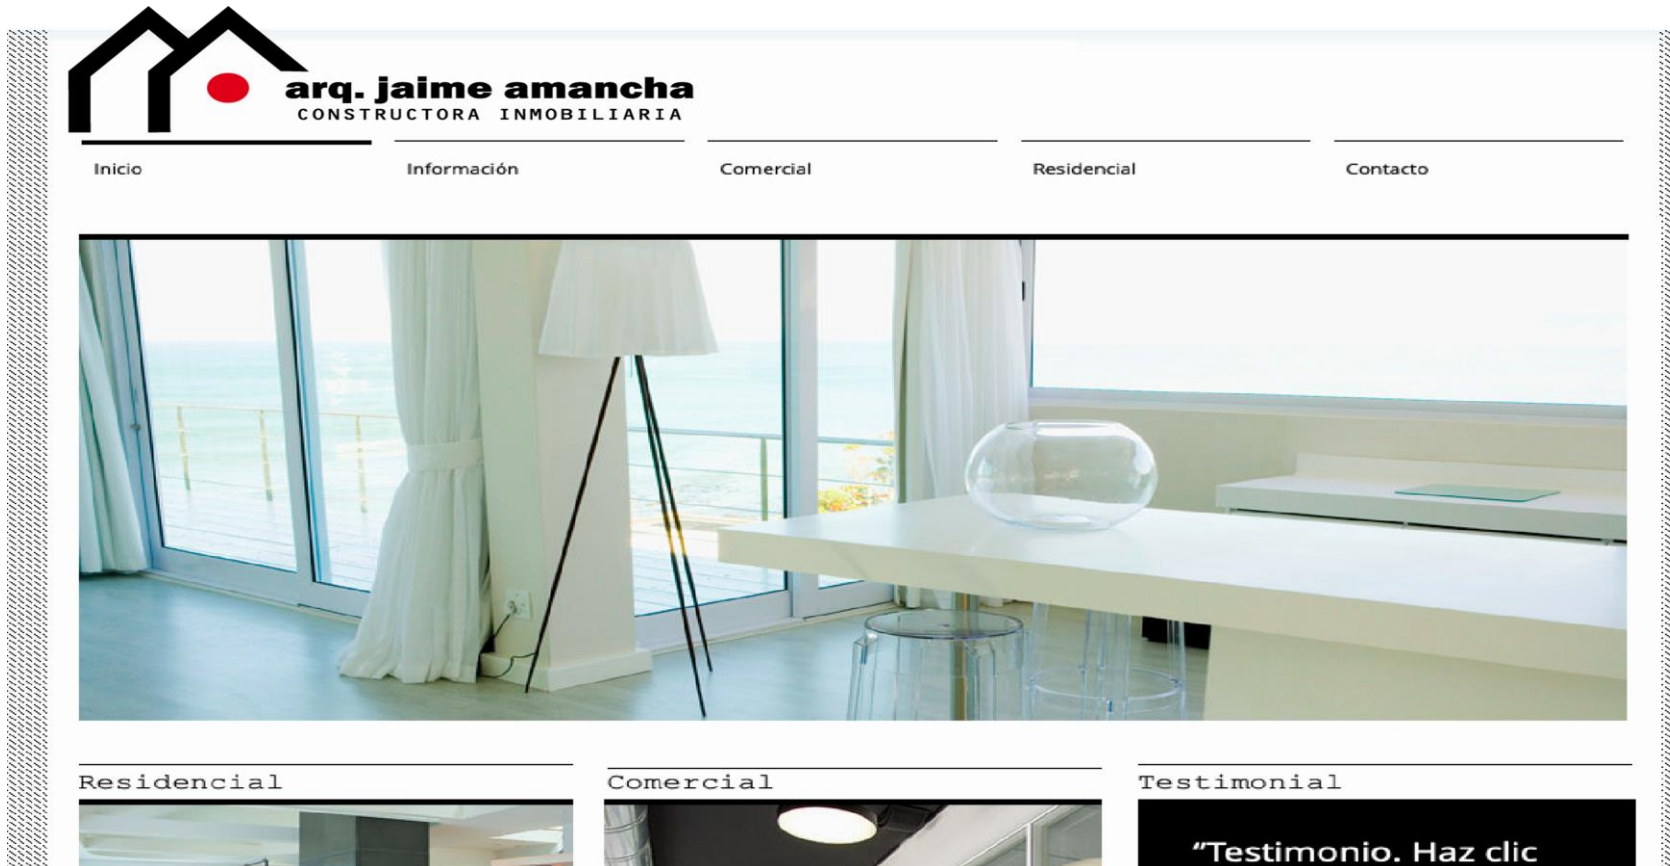 arq. jaime amancha
CONSTRUCTORA INMOBILIARIA
Inicio
Información
Comercial
Residencial
Contacto
Residencial
Comercial
Testimonial
“Testimonio. Haz clic